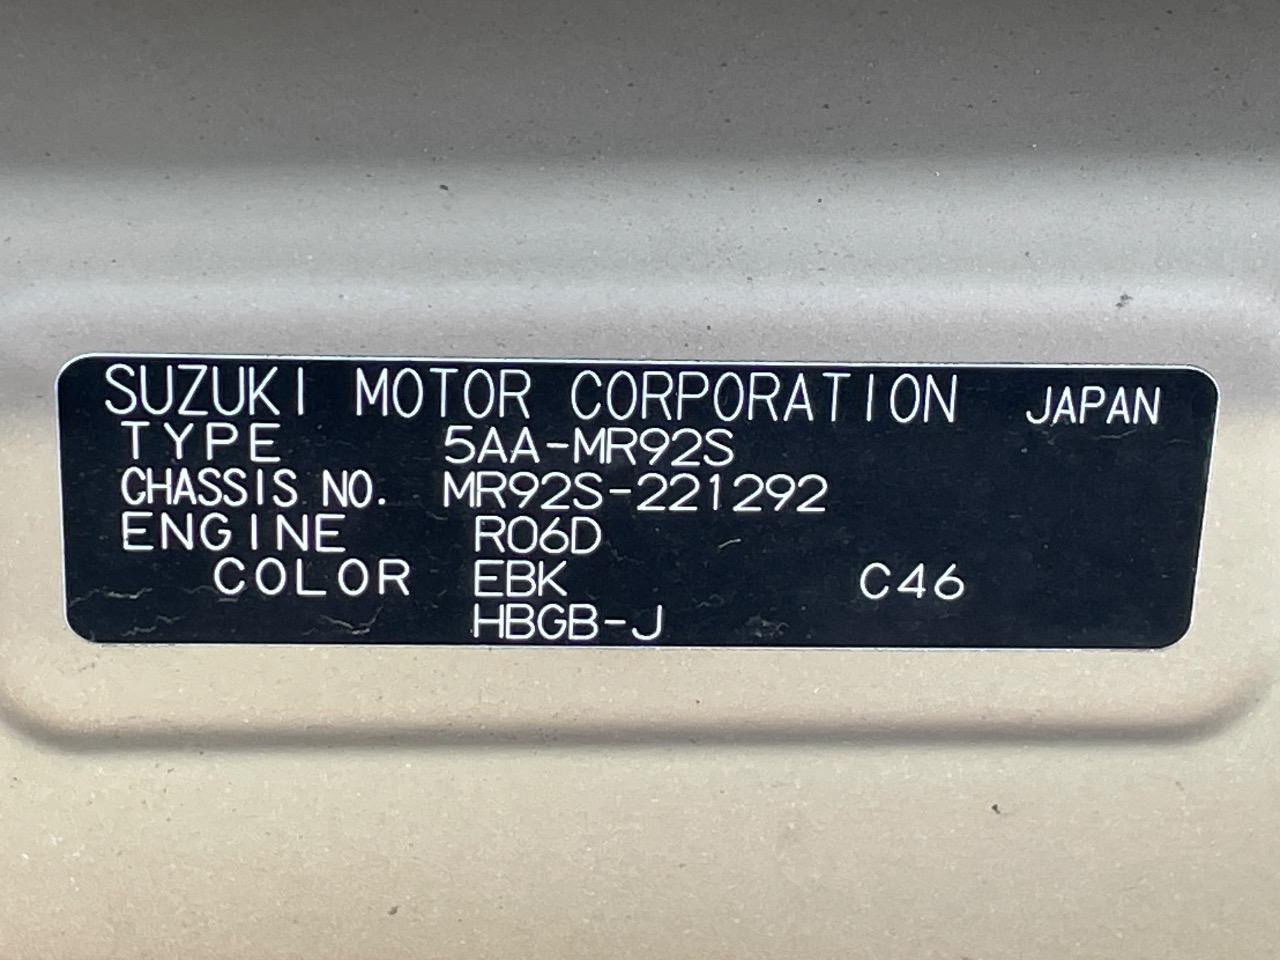 SUZUKI MOTOR CORPORATION JAPAN
TYPE 5AA-MR92S
CHASSIS NO. MR92S-221292
ENGINE R06D
COLOR EBK C46
HBGB-J